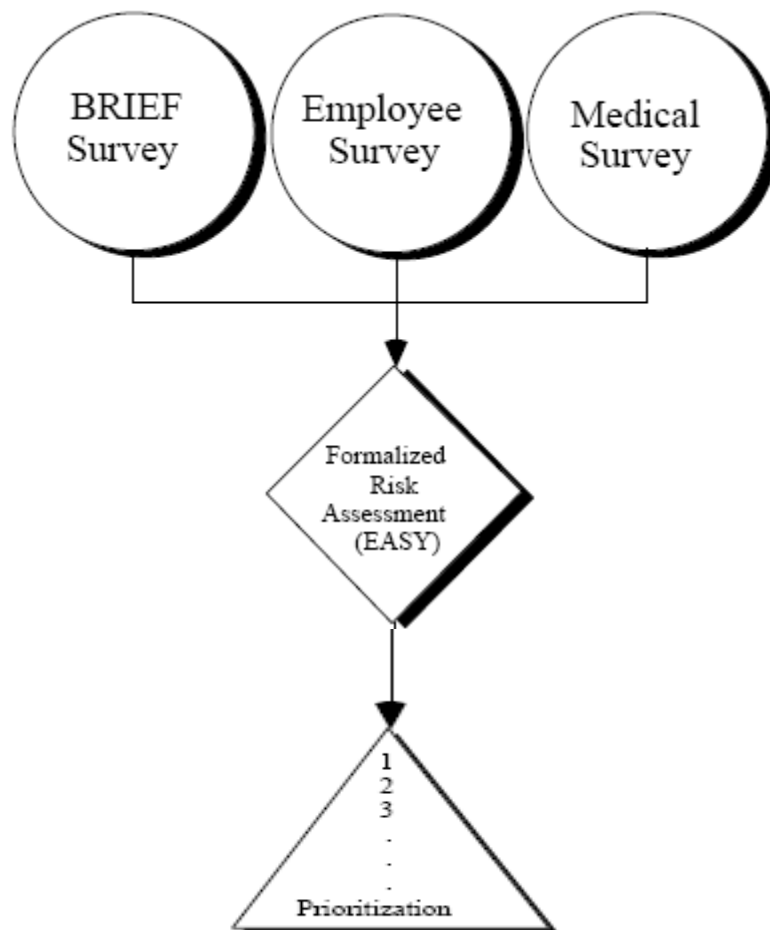 BRIEF
Survey
Employee
Survey
Medical
Survey
Formalized
Risk
Assessment
(EASY)
1
2
3
.
.
.
Prioritization